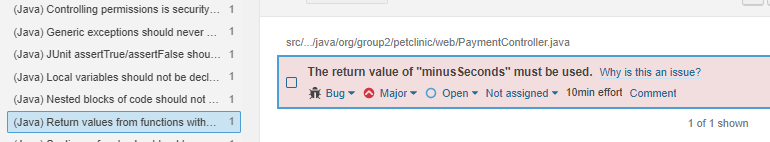 (Java) Controlling permissions is security... 1
(Java) Generic exceptions should never ... 1
(Java) JUnit assertTrue/assertFalse shou... 1
(Java) Local variables should not be decl... 1
(Java) Nested blocks of code should not ... 1
(Java) Return values from functions with... 1
src/.../java/org/group2/petclinic/web/PaymentController.java
The return value of "minusSeconds" must be used. Why is this an issue?
Bug Major Open Not assigned 10min effort Comment
1 of 1 shown